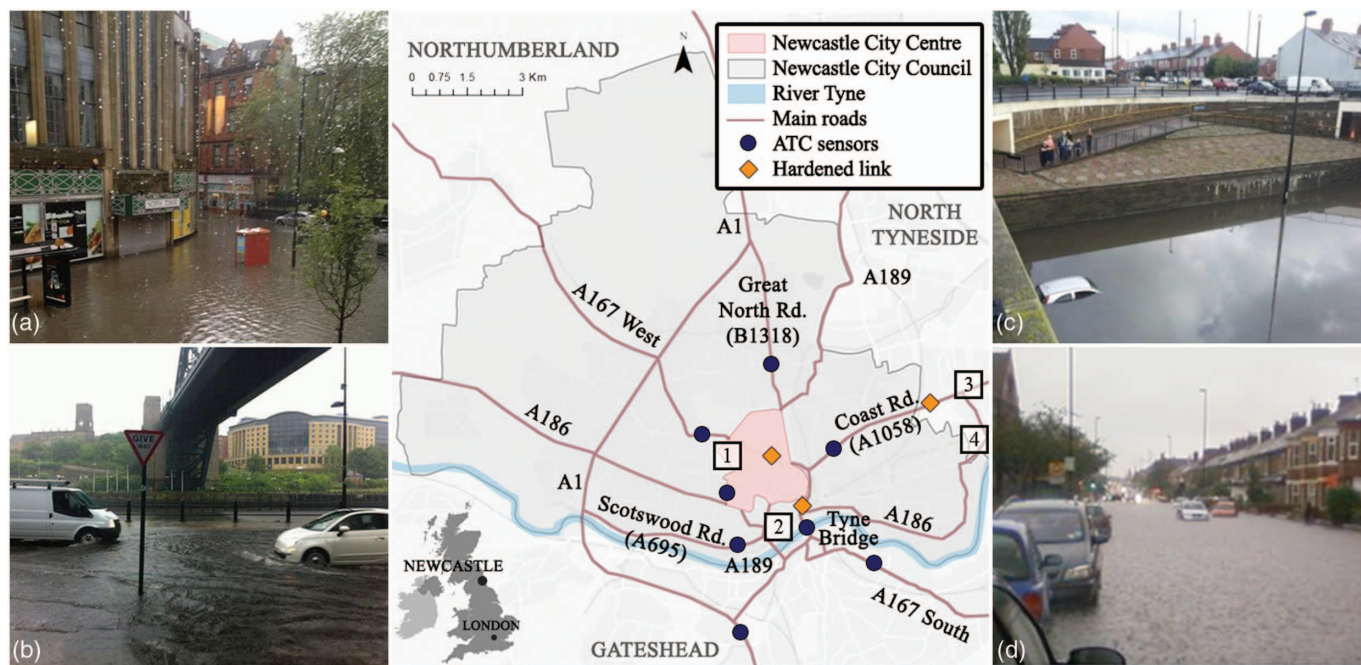 (a)
GIVE
WAY
(b)
NORTHUMBERLAND
N
0 0.75 1.5 3 Km
Newcastle City Centre
Newcastle City Council
River Tyne
Main roads
ATC sensors
Hardened link
A1
NORTH
TYNESIDE
A189
Great
North Rd.
(B1318)
A167 West
3
Coast Rd.
(A1058)
4
A186
1
A1
Scotswood Rd.
(A695)
2
A186
Tyne
Bridge
A189
A167 South
NEWCASTLE
LONDON
GATESHEAD
(c)
(d)